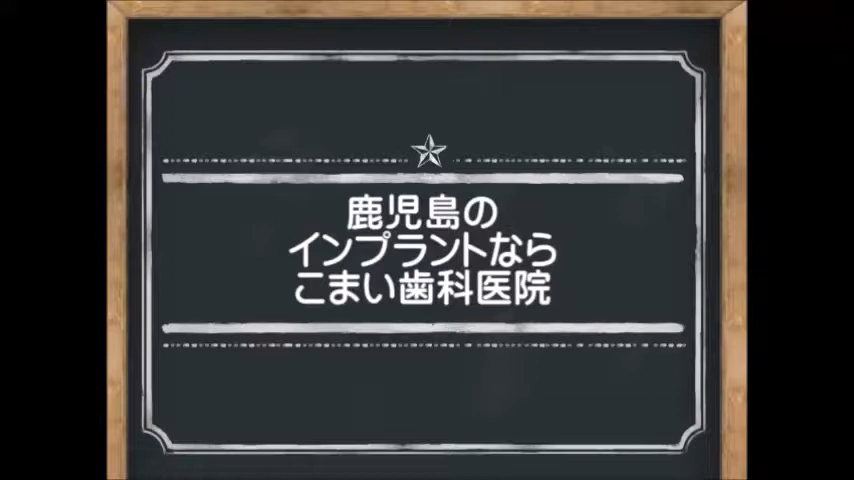 鹿児島の
インプラントなら
こまい歯科医院